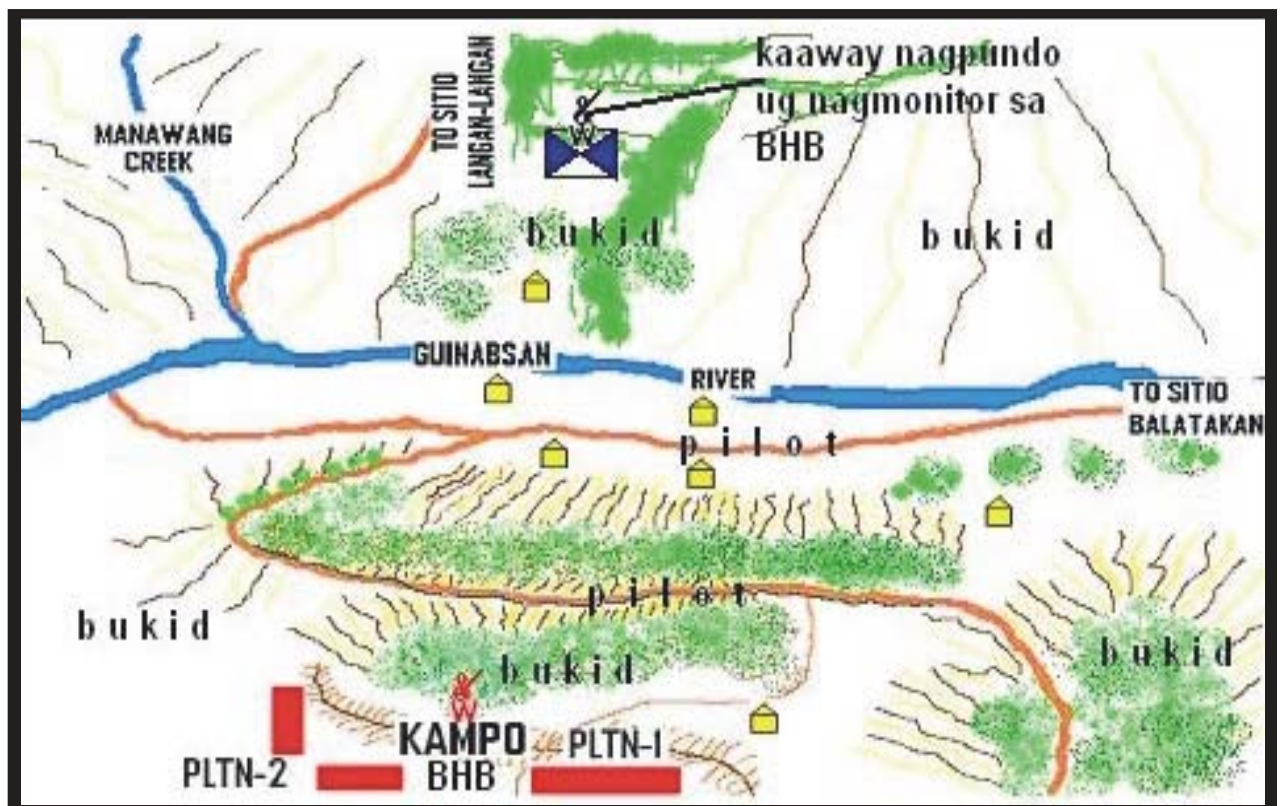 MANAWANG
CREEK
TO SITIO
LANGAN-LANGAN
kaaway nagpundo
ug nagmonitor sa
BHB
W
bukid
bukid
GUINABSAN
RIVER
TO SITIO
BALATAKAN
pilot
pilot
bukid
bukid
bukid
W
KAMPO
BHB
PLTN-1
PLTN-2